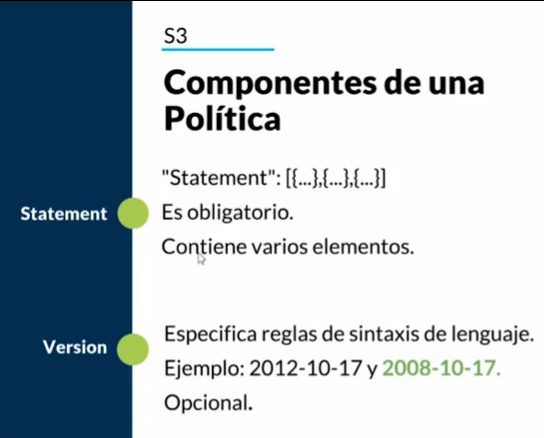 S3
Componentes de una
Política
"Statement": [{...},{...},{...}]
Statement
Es obligatorio.
Contiene varios elementos.
Version
Especifica reglas de sintaxis de lenguaje.
Ejemplo: 2012-10-17 y 2008-10-17.
Opcional.